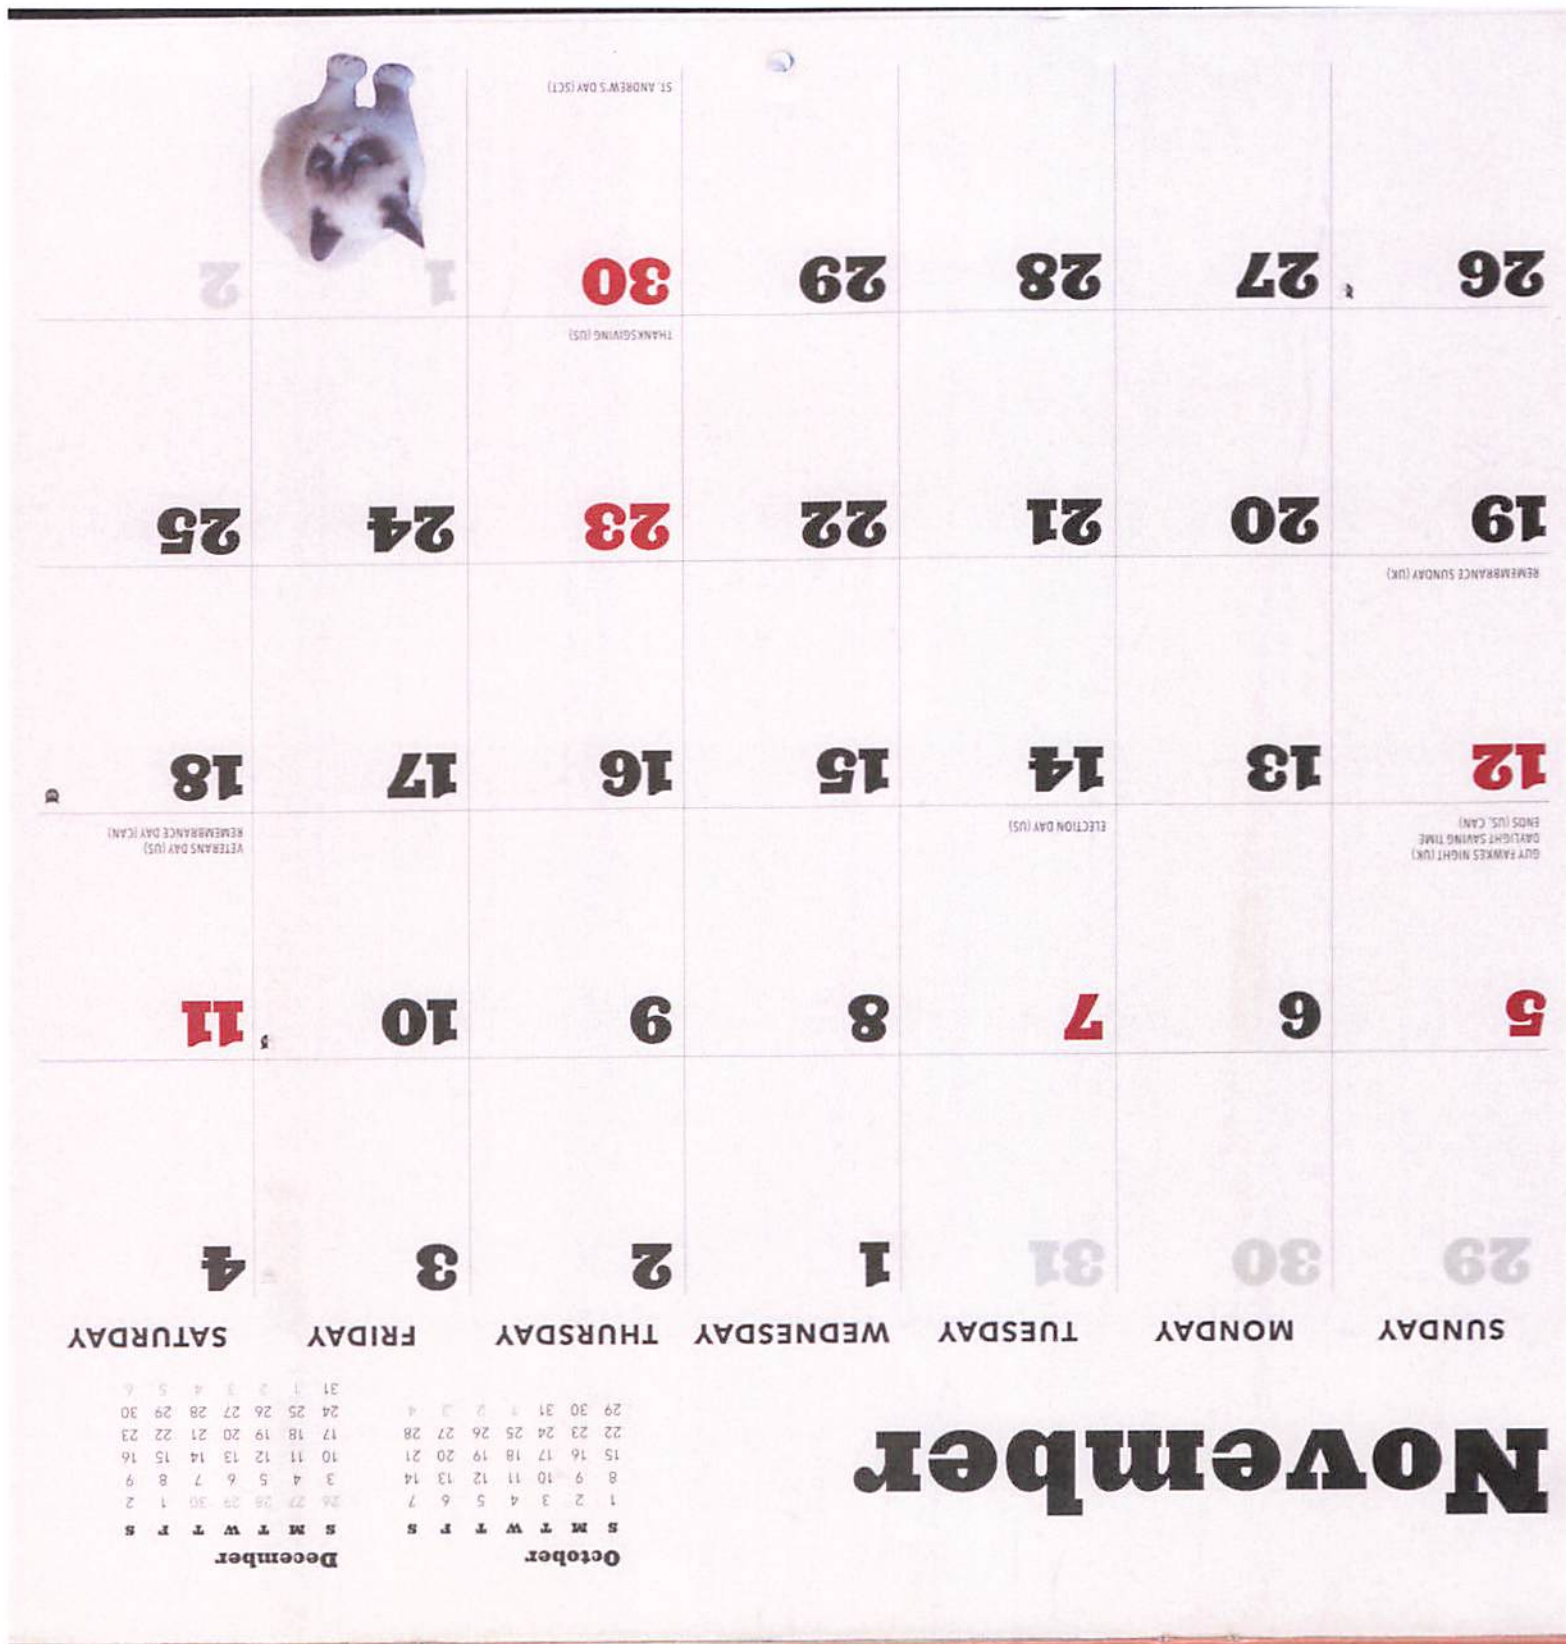 November
October
S M T W T F S
1 2 3 4 5 6 7
8 9 10 11 12 13 14
15 16 17 18 19 20 21
22 23 24 25 26 27 28
29 30 31 1 2 3 4
December
S M T W T F S
26 27 28 29 30 1 2
3 4 5 6 7 8 9
10 11 12 13 14 15 16
17 18 19 20 21 22 23
24 25 26 27 28 29 30
31 1 2 3 4 5 6
SUNDAY MONDAY TUESDAY WEDNESDAY THURSDAY FRIDAY SATURDAY
29 30 31 1 2 3 4
5 6 7 8 9 10 11
GUY FAWKES NIGHT (UK)
DAYLIGHT SAVING TIME
ENDS (US, CAN)
ELECTION DAY (US)
VETERANS DAY (US)
REMEMBRANCE DAY (CAN)
12 13 14 15 16 17 18
REMEMBRANCE SUNDAY (UK)
19 20 21 22 23 24 25
THANKSGIVING (US)
26 27 28 29 30 1 2
ST. ANDREW'S DAY (SCT)